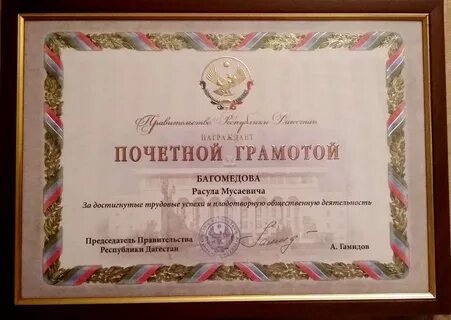 Правительство Республики Дагестан
НАГРАЖДАЕТ
ПОЧЕТНОЙ ГРАМОТОЙ
БАГОМЕДОВА
Расула Мусаевича
За достигнутые трудовые успехи и плодотворную общественную деятельность
Председатель Правительства
Республики Дагестан
А. Гамидов